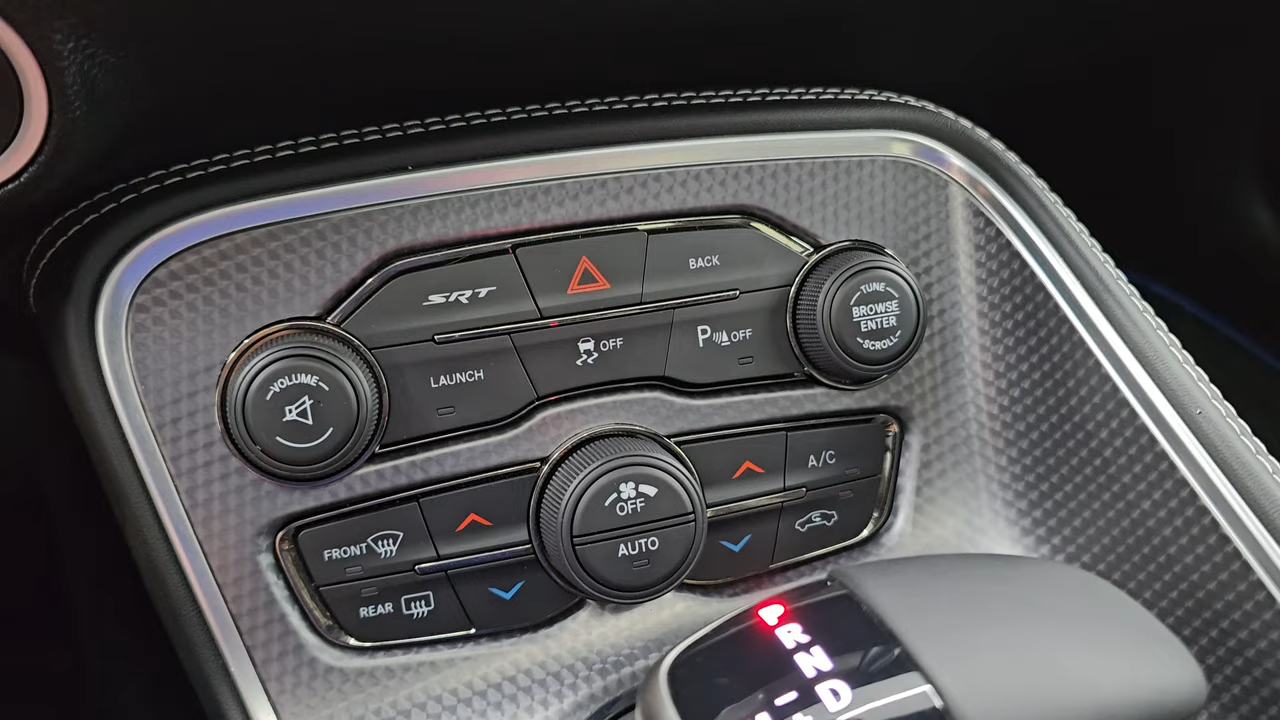 SRT
BACK
VOLUME
LAUNCH
OFF
P OFF
TUNE
BROWSE
ENTER
SCROLL
FRONT
REAR
OFF
AUTO
A/C
P
R
N
D